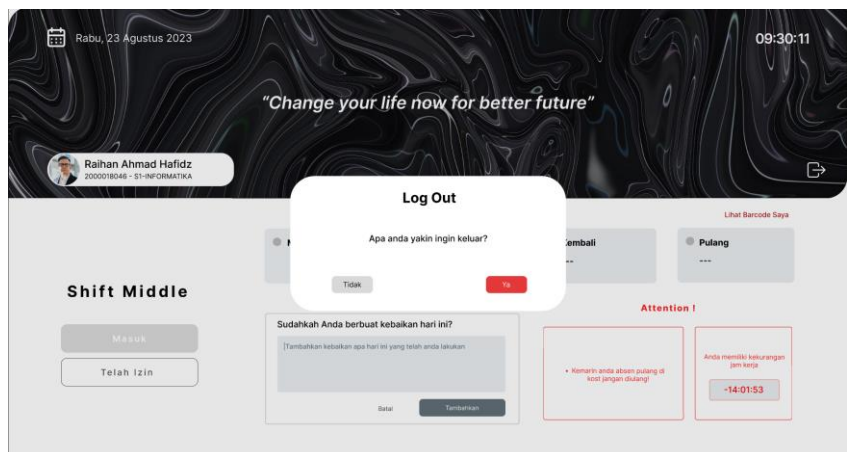 Rabu, 23 Agustus 2023
09:30:11
“Change your life now for better future”
Raihan Ahmad Hafidz
2000018046 - S1-INFORMATIKA
Log Out
Apa anda yakin ingin keluar?
Tidak
Ya
Lihat Barcode Saya
Kembali
Pulang
---
Shift Middle
Masuk
Telah Izin
Sudahkah Anda berbuat kebaikan hari ini?
Tambahkan kebaikan apa hari ini yang telah anda lakukan
Batal
Tambahkan
Attention !
• Kemarin anda absen pulang di
kost jangan diulang!
Anda memiliki kekurangan
jam kerja
-14:01:53